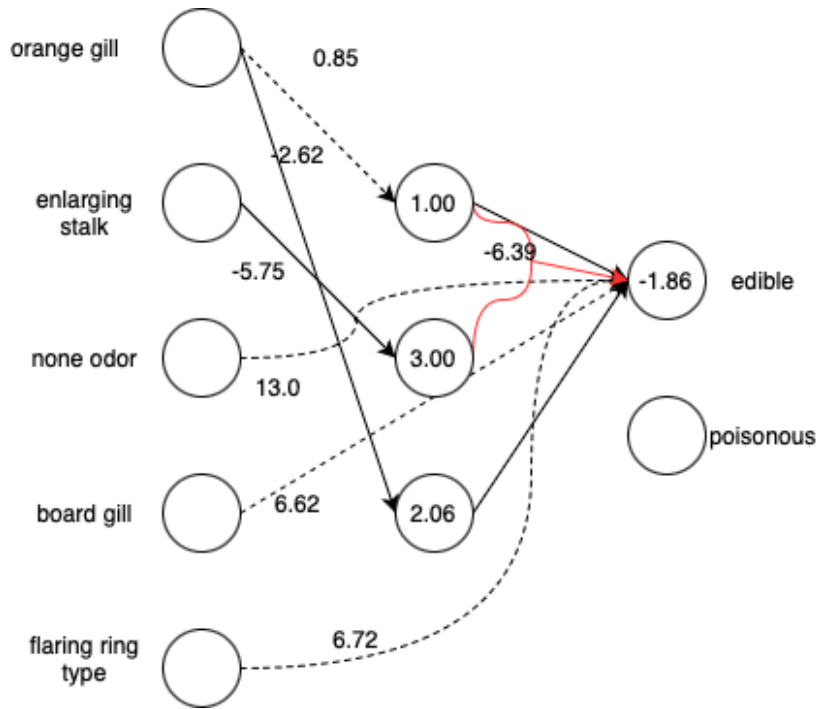 orange gill
0.85
-2.62
enlarging
stalk
1.00
-6.39
-5.75
-1.86
edible
none odor
3.00
13.0
poisonous
board gill
6.62
2.06
flaring ring
type
6.72